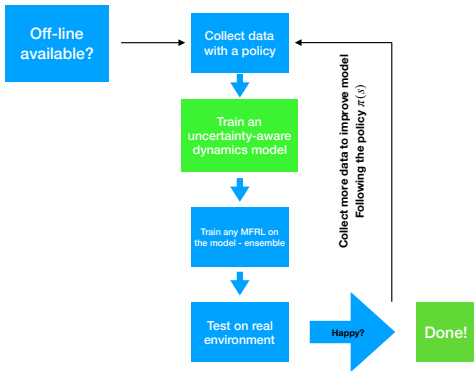 Off-line
available?
Collect data
with a policy
Train an
uncertainty-aware
dynamics model
Train any MFRL on
the model - ensemble
Test on real
environment
Happy?
Done!
Collect more data to improve model
Following the policy π(s)